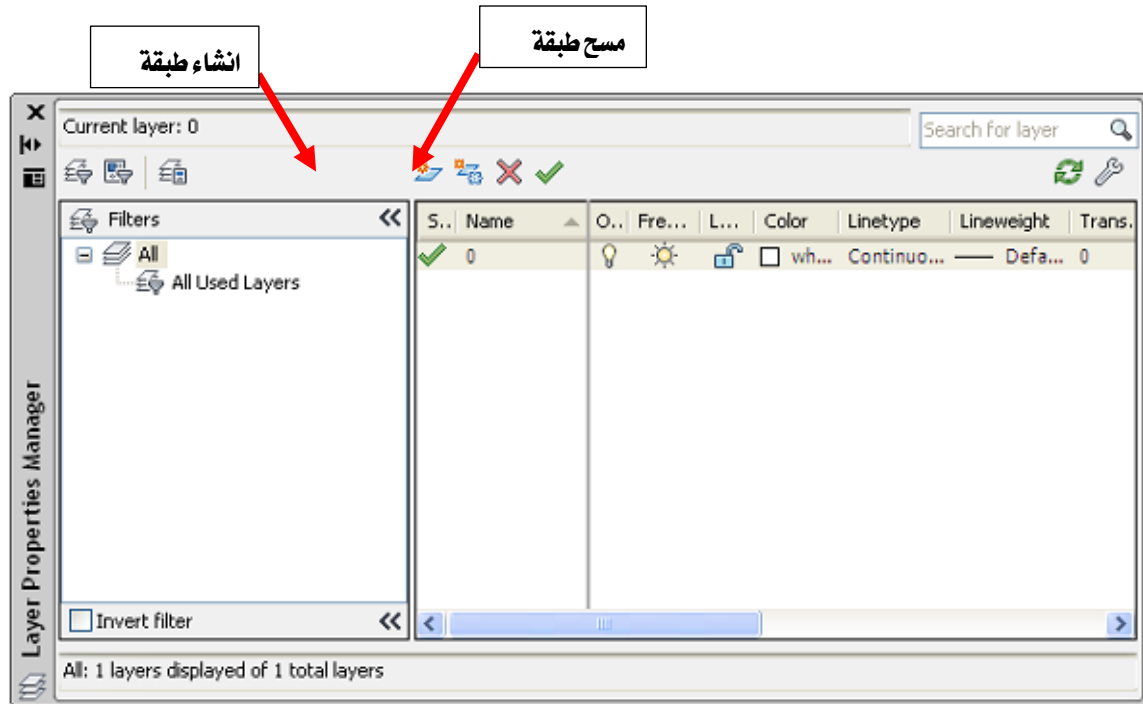 مسح طبقة
انشاء طبقة
Current layer: 0
Search for layer
Filters
S.. Name O.. Fre... L... Color Linetype Lineweight Trans.
All
0 wh... Continuo... Defa... 0
All Used Layers
Invert filter
All: 1 layers displayed of 1 total layers
Layer Properties Manager